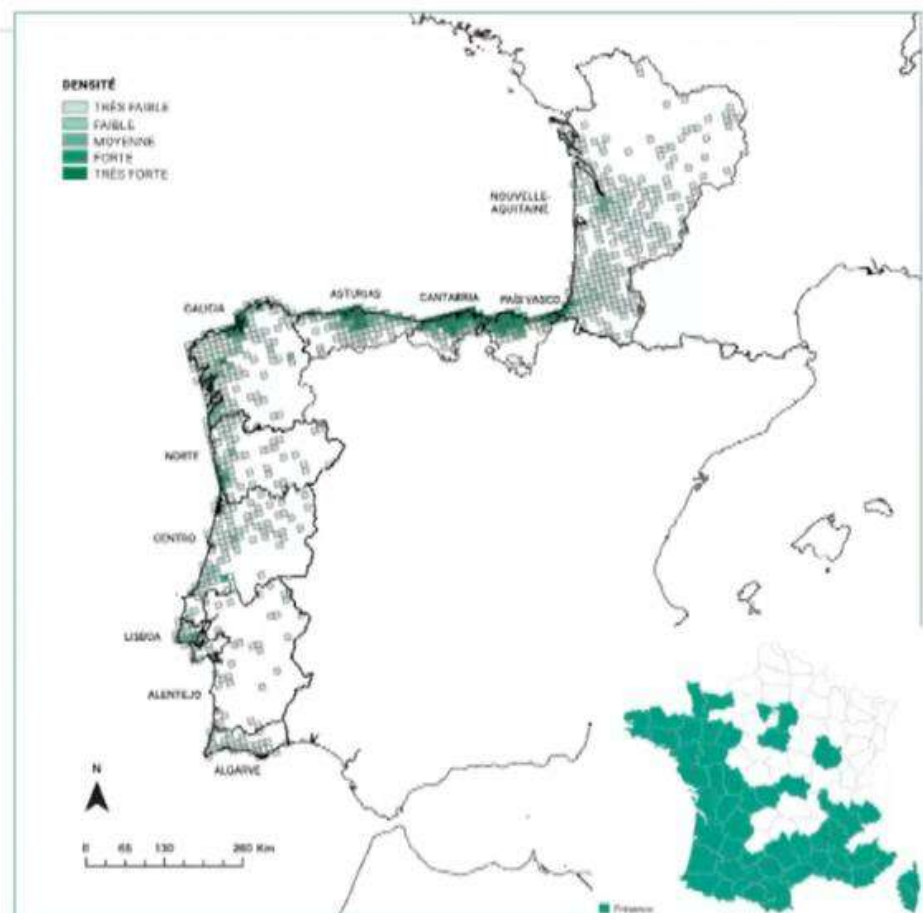 DENSITÉ
TRÈS FAIBLE
FAIBLE
MOYENNE
FORTE
TRÈS FORTE
NOUVELLE-
AQUITAINE
GALICIA
ASTURIAS
CANTABRIA
PAÍS VASCO
NORTE
CENTRO
LISBOA
ALENTEJO
ALGARVE
N
0 65 130 260 Km
Présence